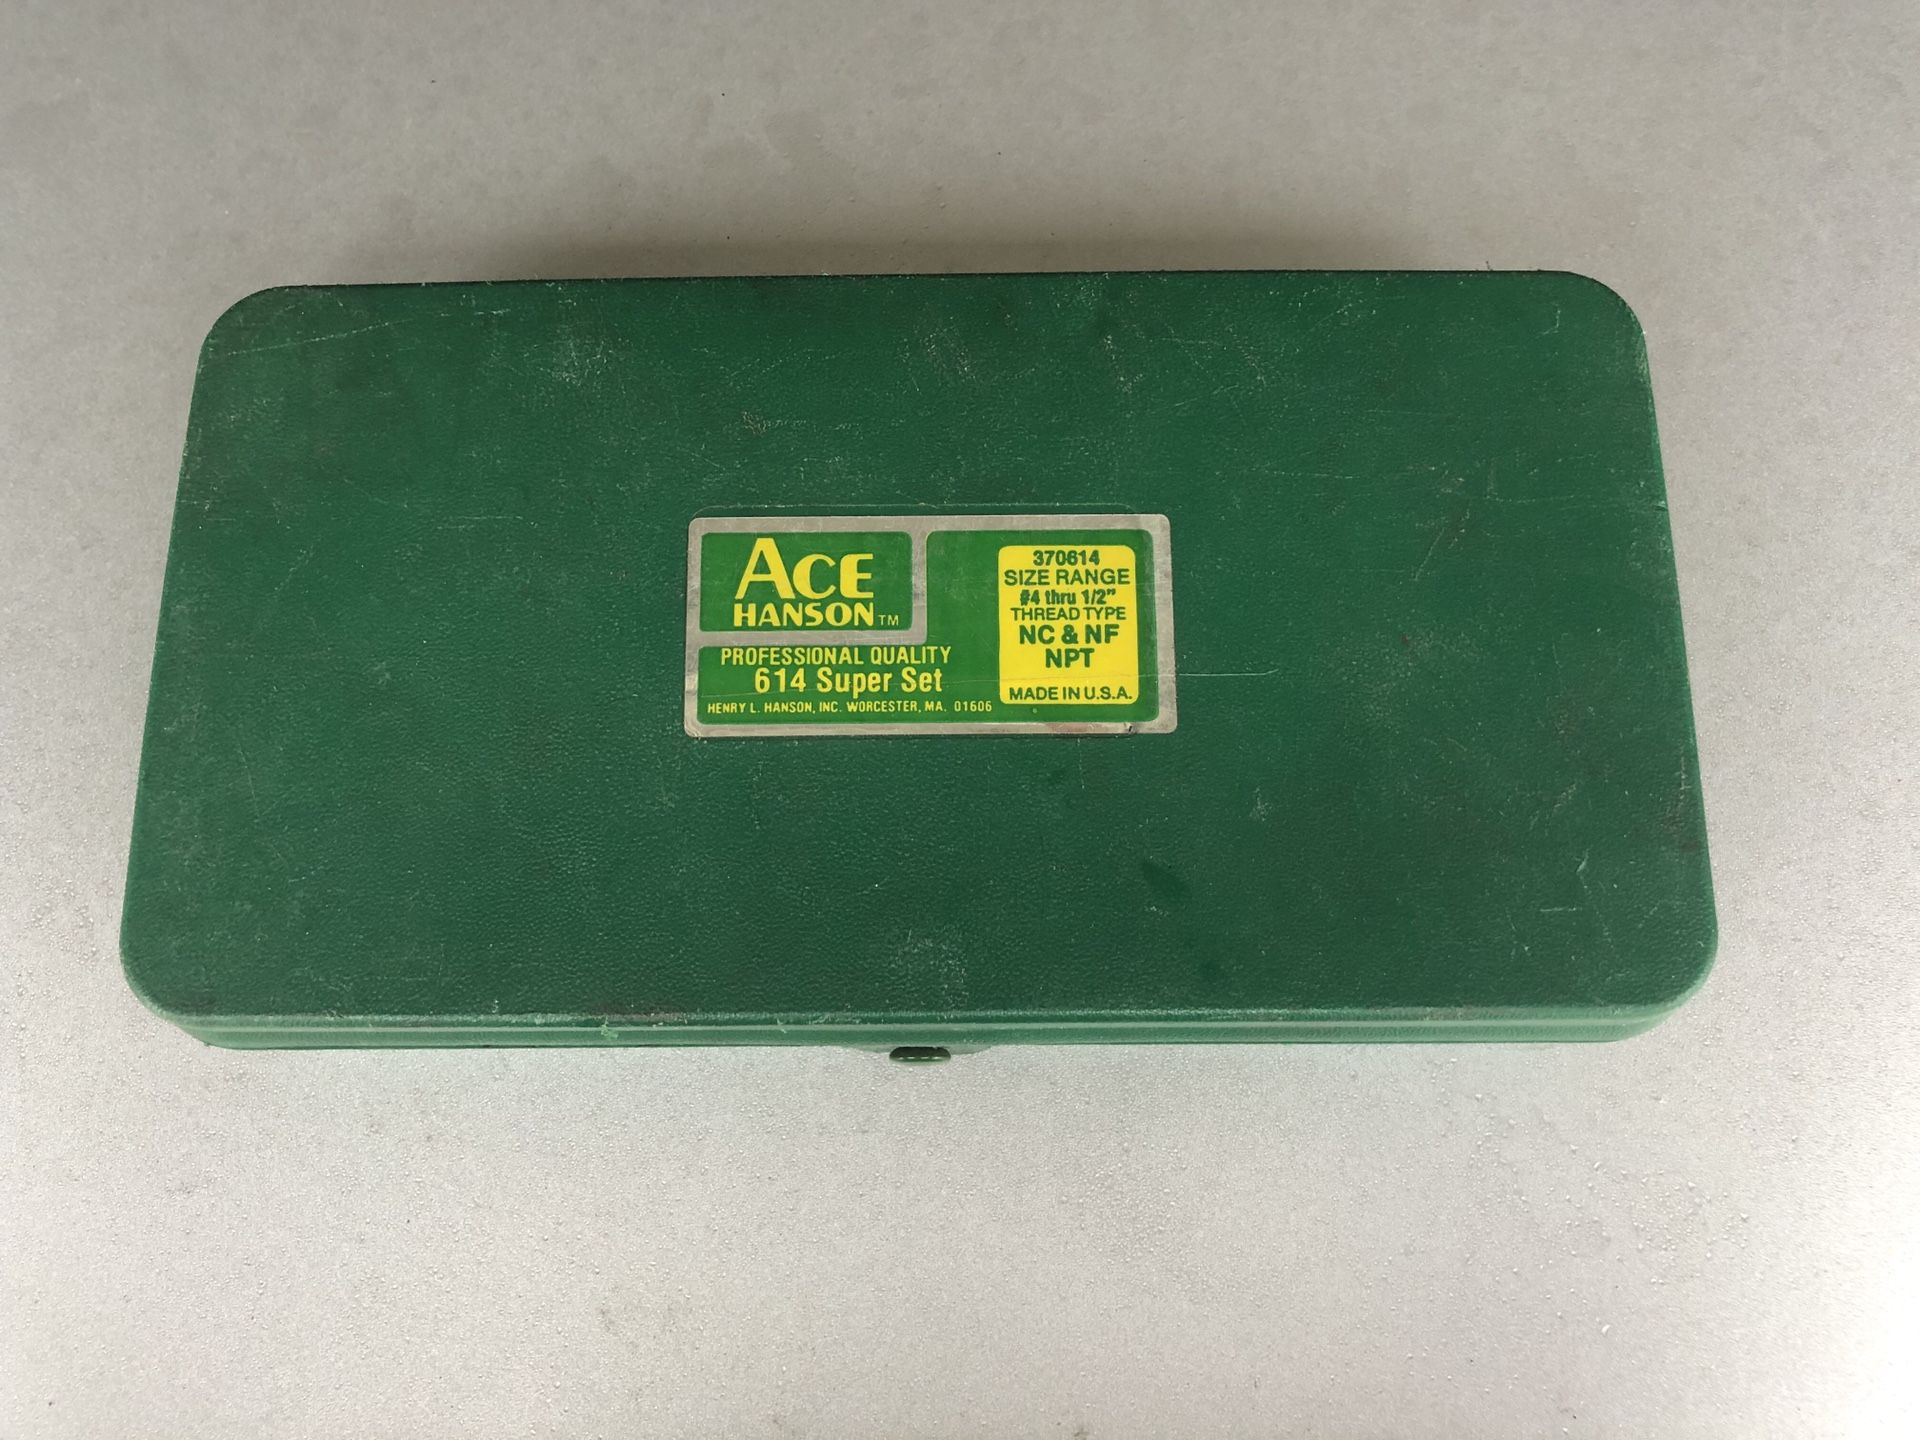 ACE
HANSON™
PROFESSIONAL QUALITY
614 Super Set
HENRY L. HANSON, INC. WORCESTER, MA. 01606
370614
SIZE RANGE
#4 thru 1/2"
THREAD TYPE
NC & NF
NPT
MADE IN U.S.A.